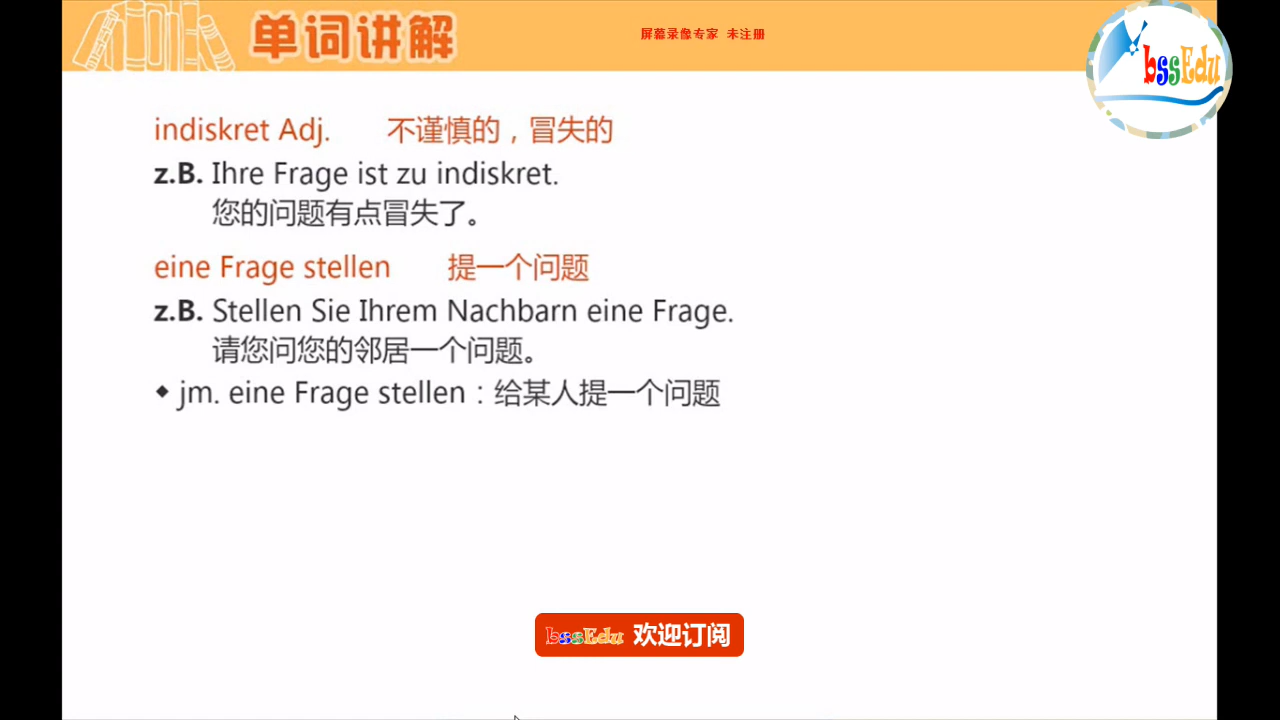 单词讲解
屏幕录像专家 未注册
bssEdu
indiskret Adj. 不谨慎的，冒失的
z.B. Ihre Frage ist zu indiskret.
您的问题有点冒失了。
eine Frage stellen 提一个问题
z.B. Stellen Sie Ihrem Nachbarn eine Frage.
请您问您的邻居一个问题。
◆ jm. eine Frage stellen：给某人提一个问题
bssEdu 欢迎订阅